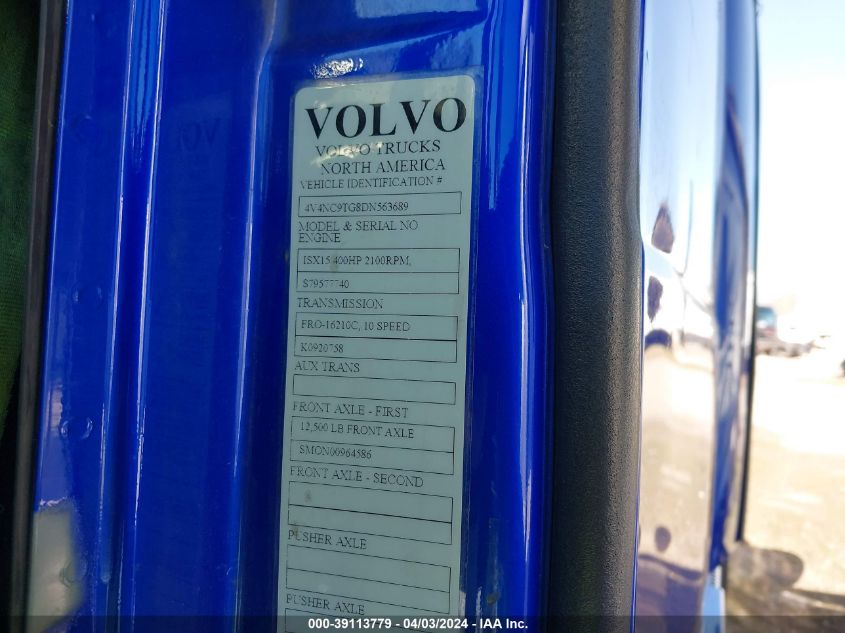 VOLVO
VOLVO TRUCKS
NORTH AMERICA
VEHICLE IDENTIFICATION #
4V4NC9TG8DN563689
MODEL & SERIAL NO
ENGINE
ISX15 400HP 2100RPM,
S79577740
TRANSMISSION
FRO-16210C, 10 SPEED
K0920758
AUX TRANS
FRONT AXLE - FIRST
12,500 LB FRONT AXLE
SMON00964586
FRONT AXLE - SECOND
PUSHER AXLE
PUSHER AXLE
000-39113779 - 04/03/2024 - IAA Inc.